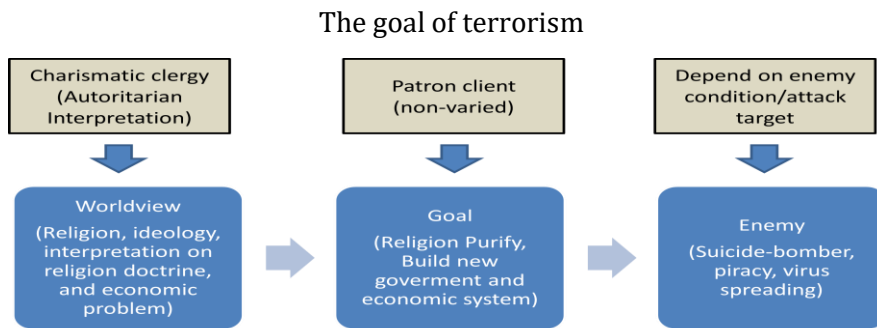 The goal of terrorism
Charismatic clergy
(Autoritarian
Interpretation)
Patron client
(non-varied)
Depend on enemy
condition/attack
target
Worldview
(Religion, ideology,
interpretation on
religion doctrine,
and economic
problem)
Goal
(Religion Purify,
Build new
goverment and
economic system)
Enemy
(Suicide-bomber,
piracy, virus
spreading)